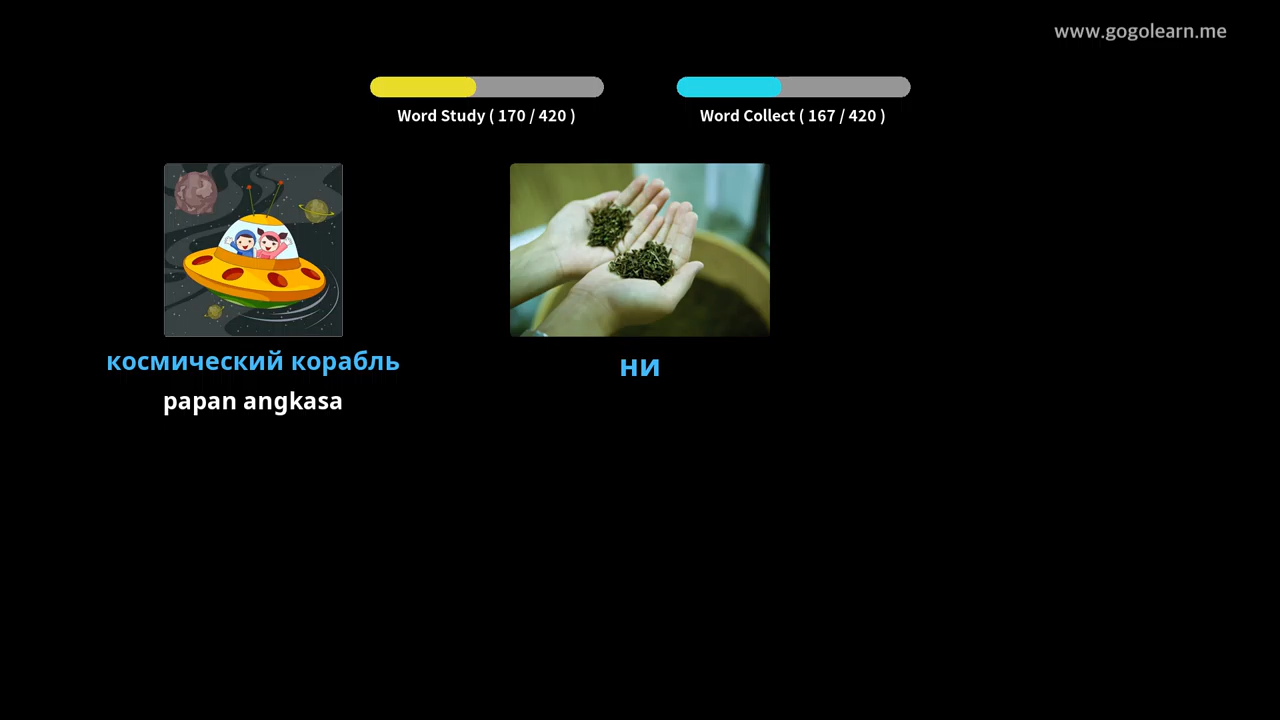 www.gogolearn.me
Word Study ( 170 / 420 )
Word Collect ( 167 / 420 )
космический корабль
papan angkasa
ни